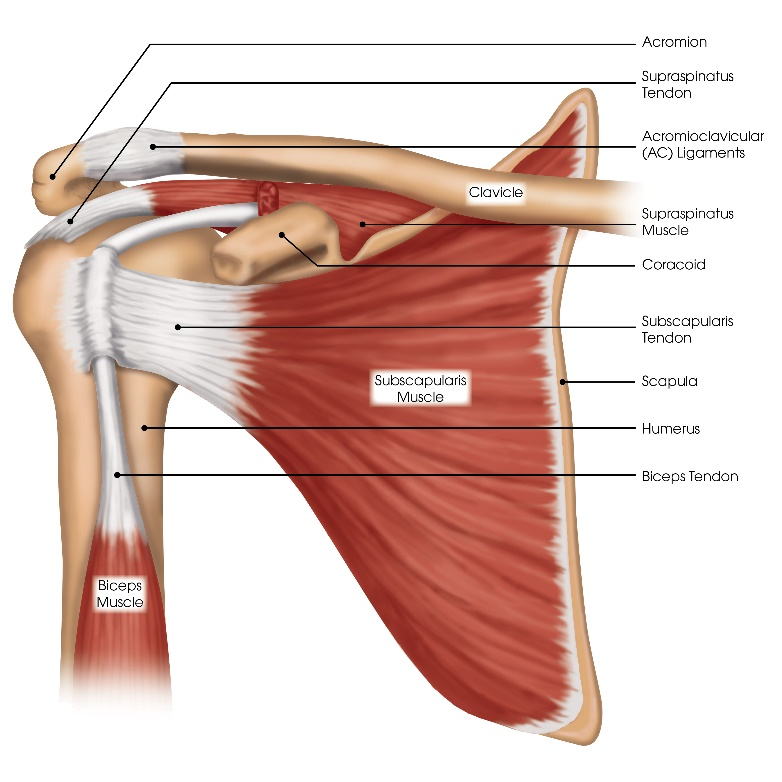 Acromion
Supraspinatus
Tendon
Acromioclavicular
(AC) Ligaments
Clavicle
Supraspinatus
Muscle
Coracoid
Subscapularis
Tendon
Subscapularis
Muscle
Scapula
Humerus
Biceps Tendon
Biceps
Muscle